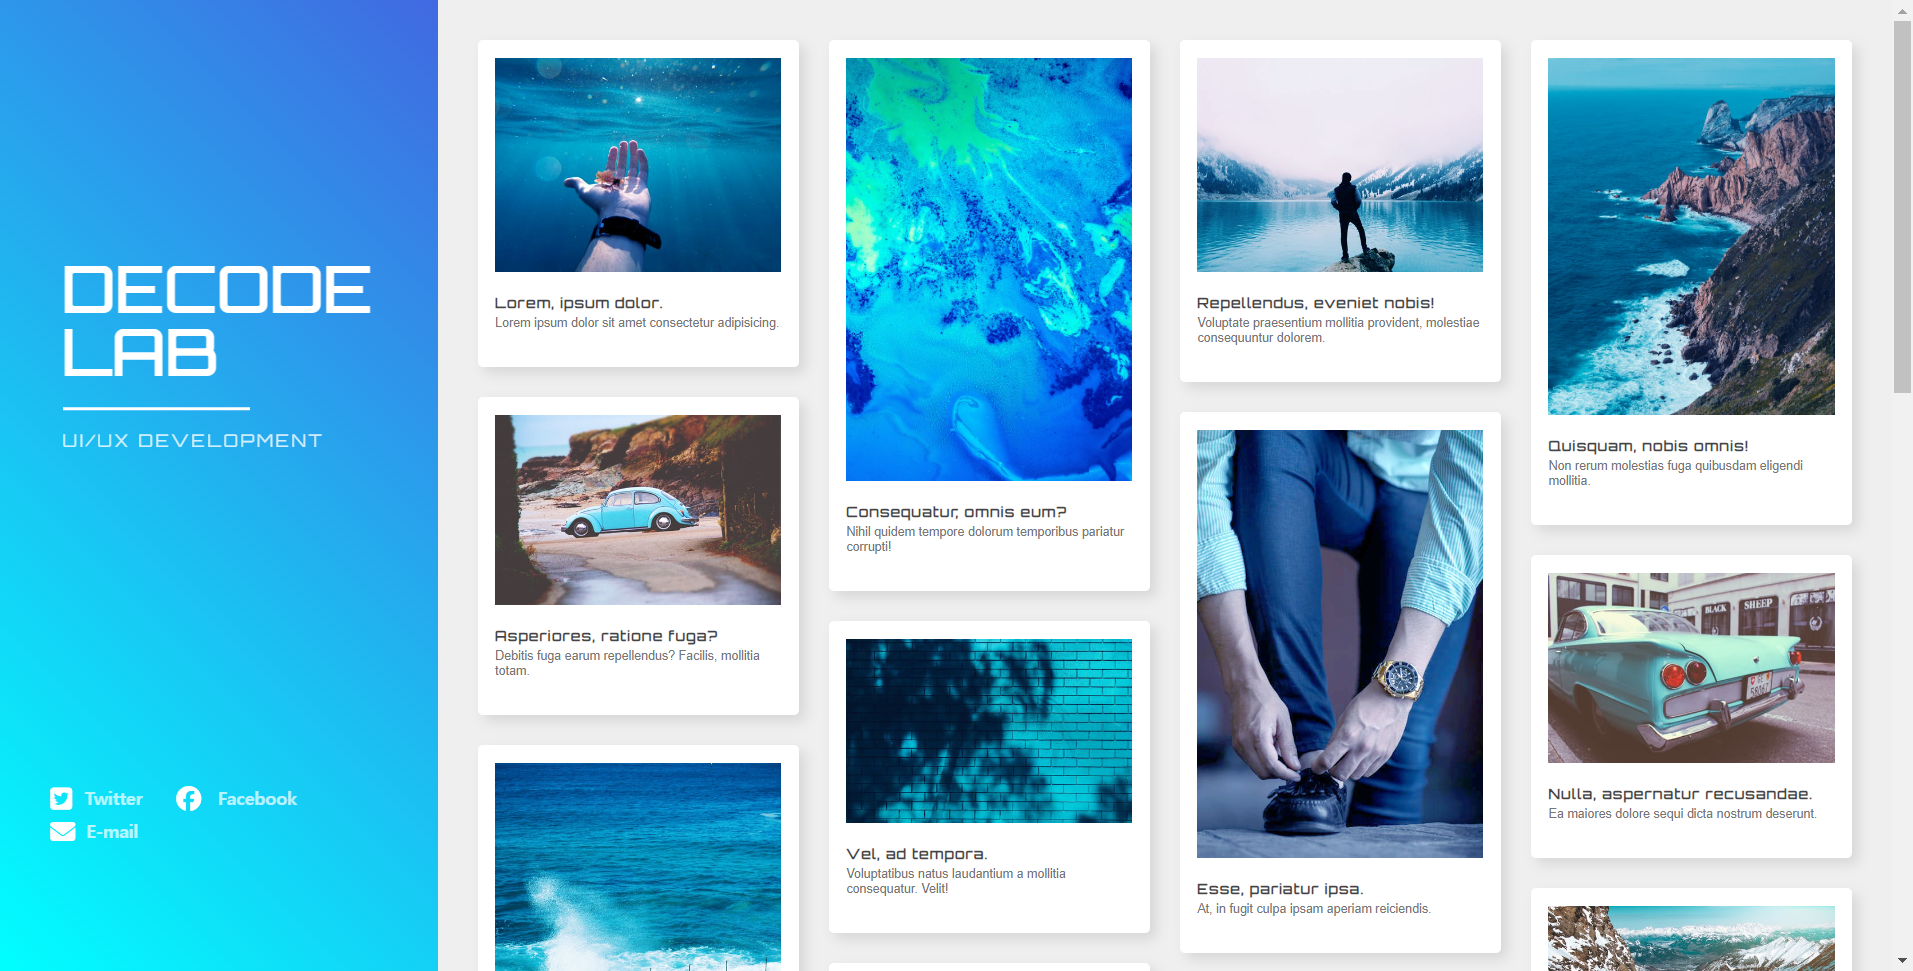 DECODE
LAB
UI/UX DEVELOPMENT
Twitter
Facebook
E-mail
Lorem, ipsum dolor.
Lorem ipsum dolor sit amet consectetur adipisicing.
Asperiores, ratione fuga?
Debitis fuga earum repellendus? Facilis, mollitia
totam.
Consequatur, omnis eum?
Nihil quidem tempore dolorum temporibus pariatur
corrupti!
Vel, ad tempora.
Voluptatibus natus laudantium a mollitia
consequatur. Velit!
Repellendus, eveniet nobis!
Voluptate praesentium mollitia provident, molestiae
consequuntur dolorem.
Esse, pariatur ipsa.
At, in fugit culpa ipsam aperiam reiciendis.
Quisquam, nobis omnis!
Non rerum molestias fuga quibusdam eligendi
mollitia.
BLACK SHEEP
Nulla, aspernatur recusandae.
Ea maiores dolore sequi dicta nostrum deserunt.